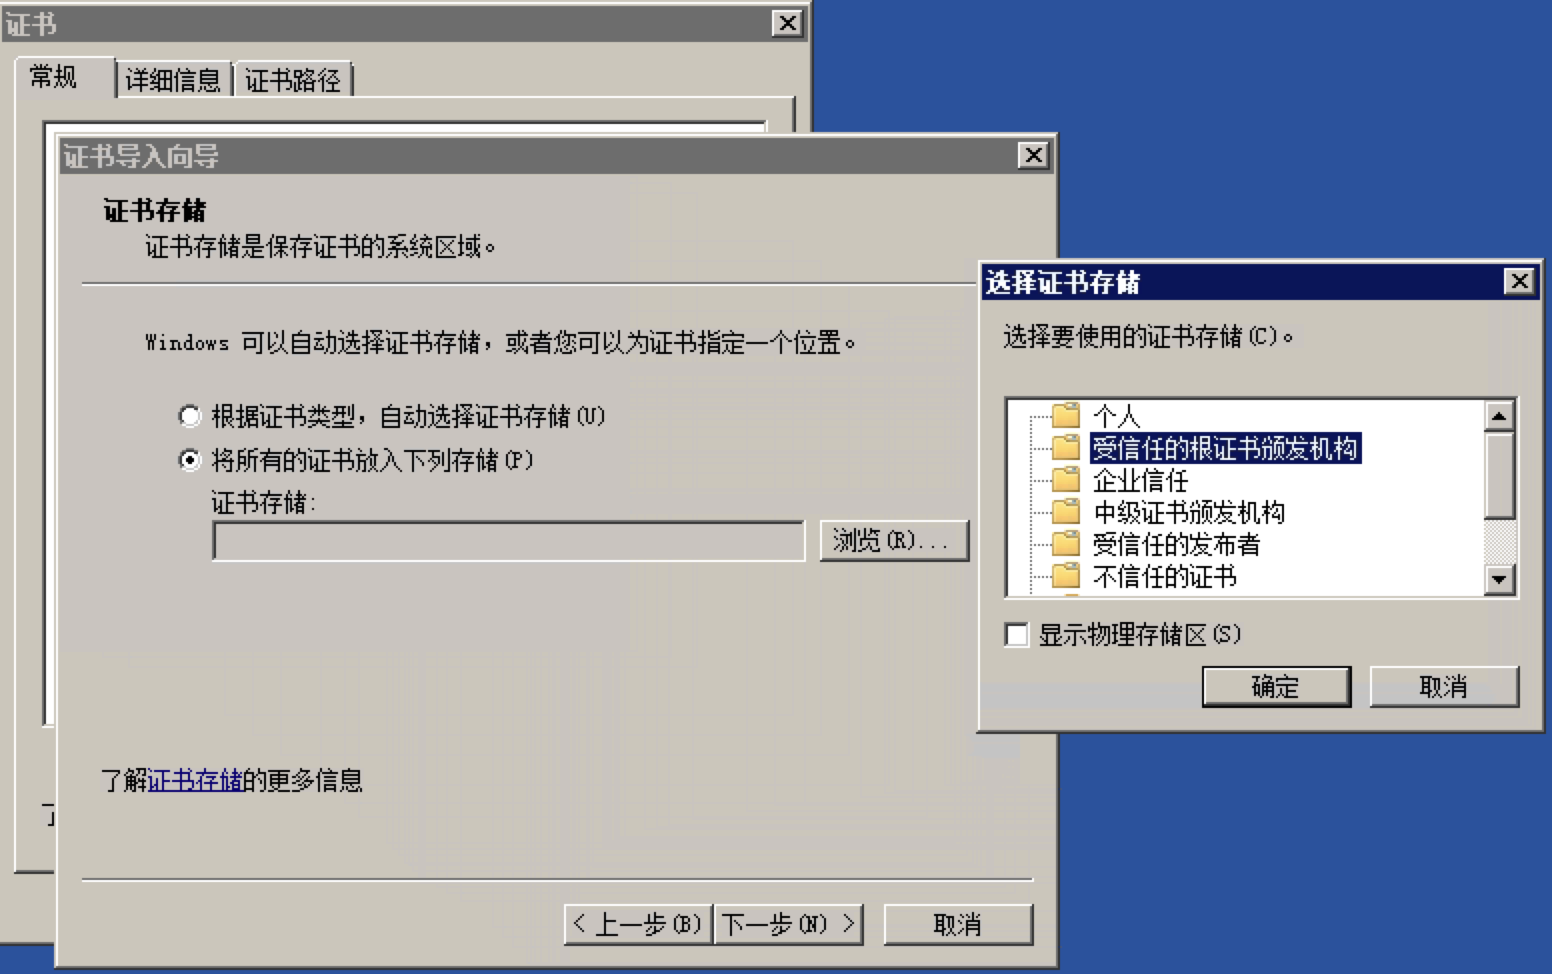 证书
常规 详细信息 证书路径
证书导入向导
证书存储
证书存储是保存证书的系统区域。
Windows 可以自动选择证书存储，或者您可以为证书指定一个位置。
根据证书类型，自动选择证书存储(U)
将所有的证书放入下列存储(P)
证书存储:
浏览(R)...
了解证书存储的更多信息
< 上一步(B) 下一步(N) > 取消
选择证书存储
选择要使用的证书存储(C)。
个人
受信任的根证书颁发机构
企业信任
中级证书颁发机构
受信任的发布者
不信任的证书
显示物理存储区(S)
确定 取消